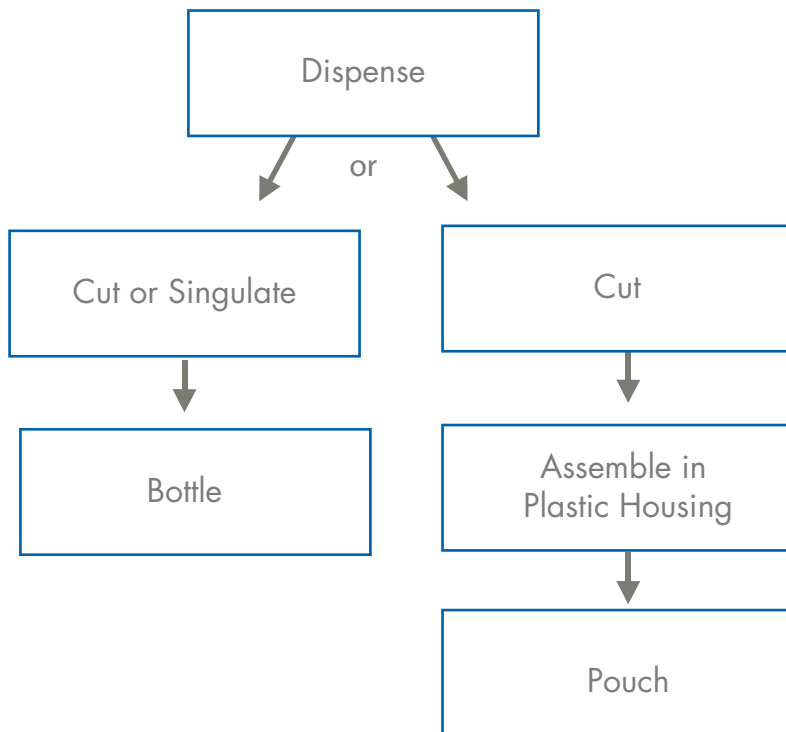 Dispense
or
Cut or Singulate
Cut
Bottle
Assemble in
Plastic Housing
Pouch